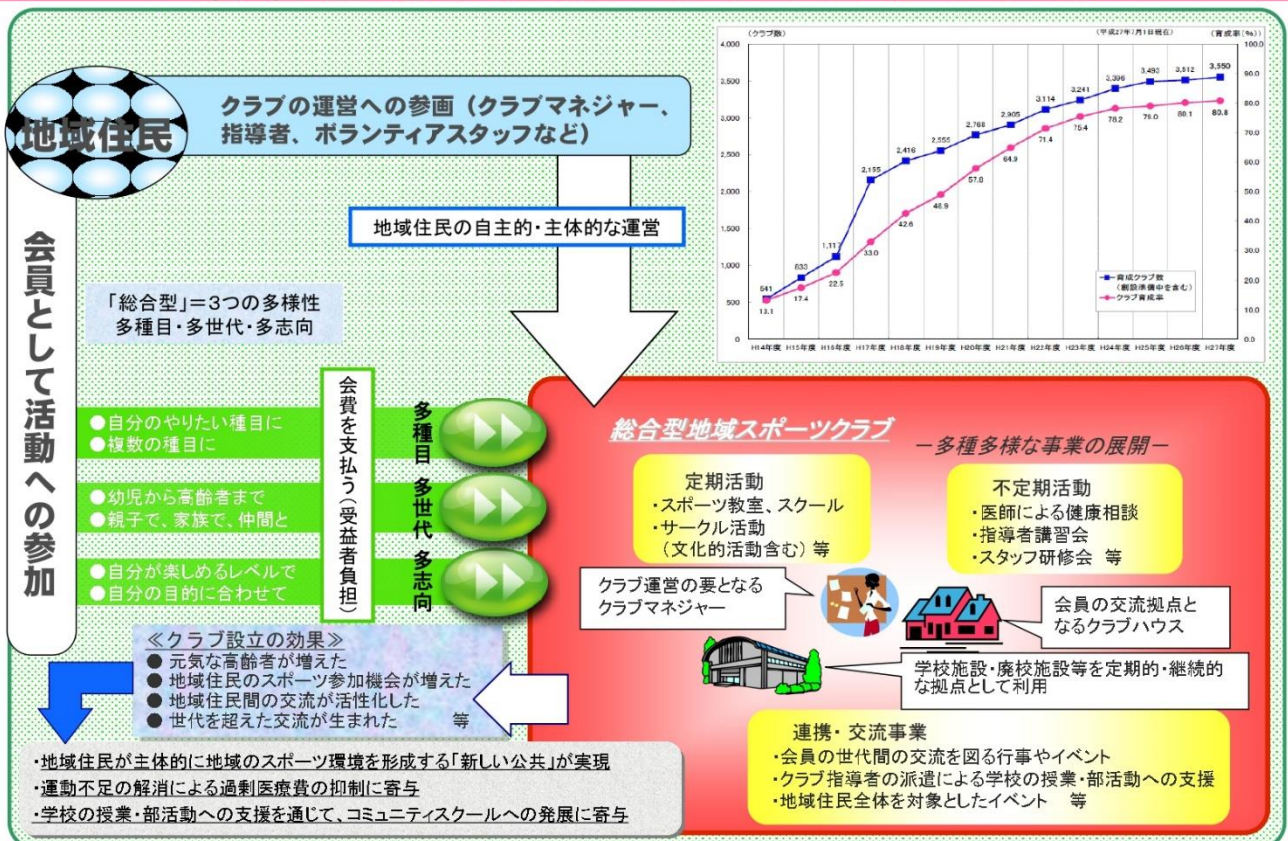 地域住民
クラブの運営への参画（クラブマネジャー、
指導者、ボランティアスタッフなど）
地域住民の自主的・主体的な運営
会員として活動への参加
「総合型」＝3つの多様性
多種目・多世代・多志向
●自分のやりたい種目に
●複数の種目に
●幼児から高齢者まで
●親子で、家族で、仲間と
●自分が楽しめるレベルで
●自分の目的に合わせて
会費を支払う（受益者負担）
多種目
多世代
多志向
(クラブ数)
(平成27年7月1日現在)
(育成率(%))
4,000
3,500
3,000
2,500
2,000
1,500
1,000
500
0
100.0
90.0
80.0
70.0
60.0
50.0
40.0
30.0
20.0
10.0
0.0
541
833
1,117
2,155
2,416
2,555
2,768
2,905
3,114
3,241
3,396
3,493
3,512
3,550
13.1
17.4
22.5
33.0
42.6
48.9
57.8
64.9
71.4
75.4
78.2
79.0
80.1
80.8
育成クラブ数
(創設準備中を含む)
クラブ育成率
H14年度 H15年度 H16年度 H17年度 H18年度 H19年度 H20年度 H21年度 H22年度 H23年度 H24年度 H25年度 H26年度 H27年度
総合型地域スポーツクラブ
－多種多様な事業の展開－
定期活動
・スポーツ教室、スクール
・サークル活動
（文化的活動含む）等
不定期活動
・医師による健康相談
・指導者講習会
・スタッフ研修会 等
クラブ運営の要となる
クラブマネジャー
会員の交流拠点と
なるクラブハウス
学校施設・廃校施設等を定期的・継続的
な拠点として利用
連携・交流事業
・会員の世代間の交流を図る行事やイベント
・クラブ指導者の派遣による学校の授業・部活動への支援
・地域住民全体を対象としたイベント 等
≪クラブ設立の効果≫
● 元気な高齢者が増えた
● 地域住民のスポーツ参加機会が増えた
● 地域住民間の交流が活性化した
● 世代を超えた交流が生まれた 等
・地域住民が主体的に地域のスポーツ環境を形成する「新しい公共」が実現
・運動不足の解消による過剰医療費の抑制に寄与
・学校の授業・部活動への支援を通じて、コミュニティスクールへの発展に寄与